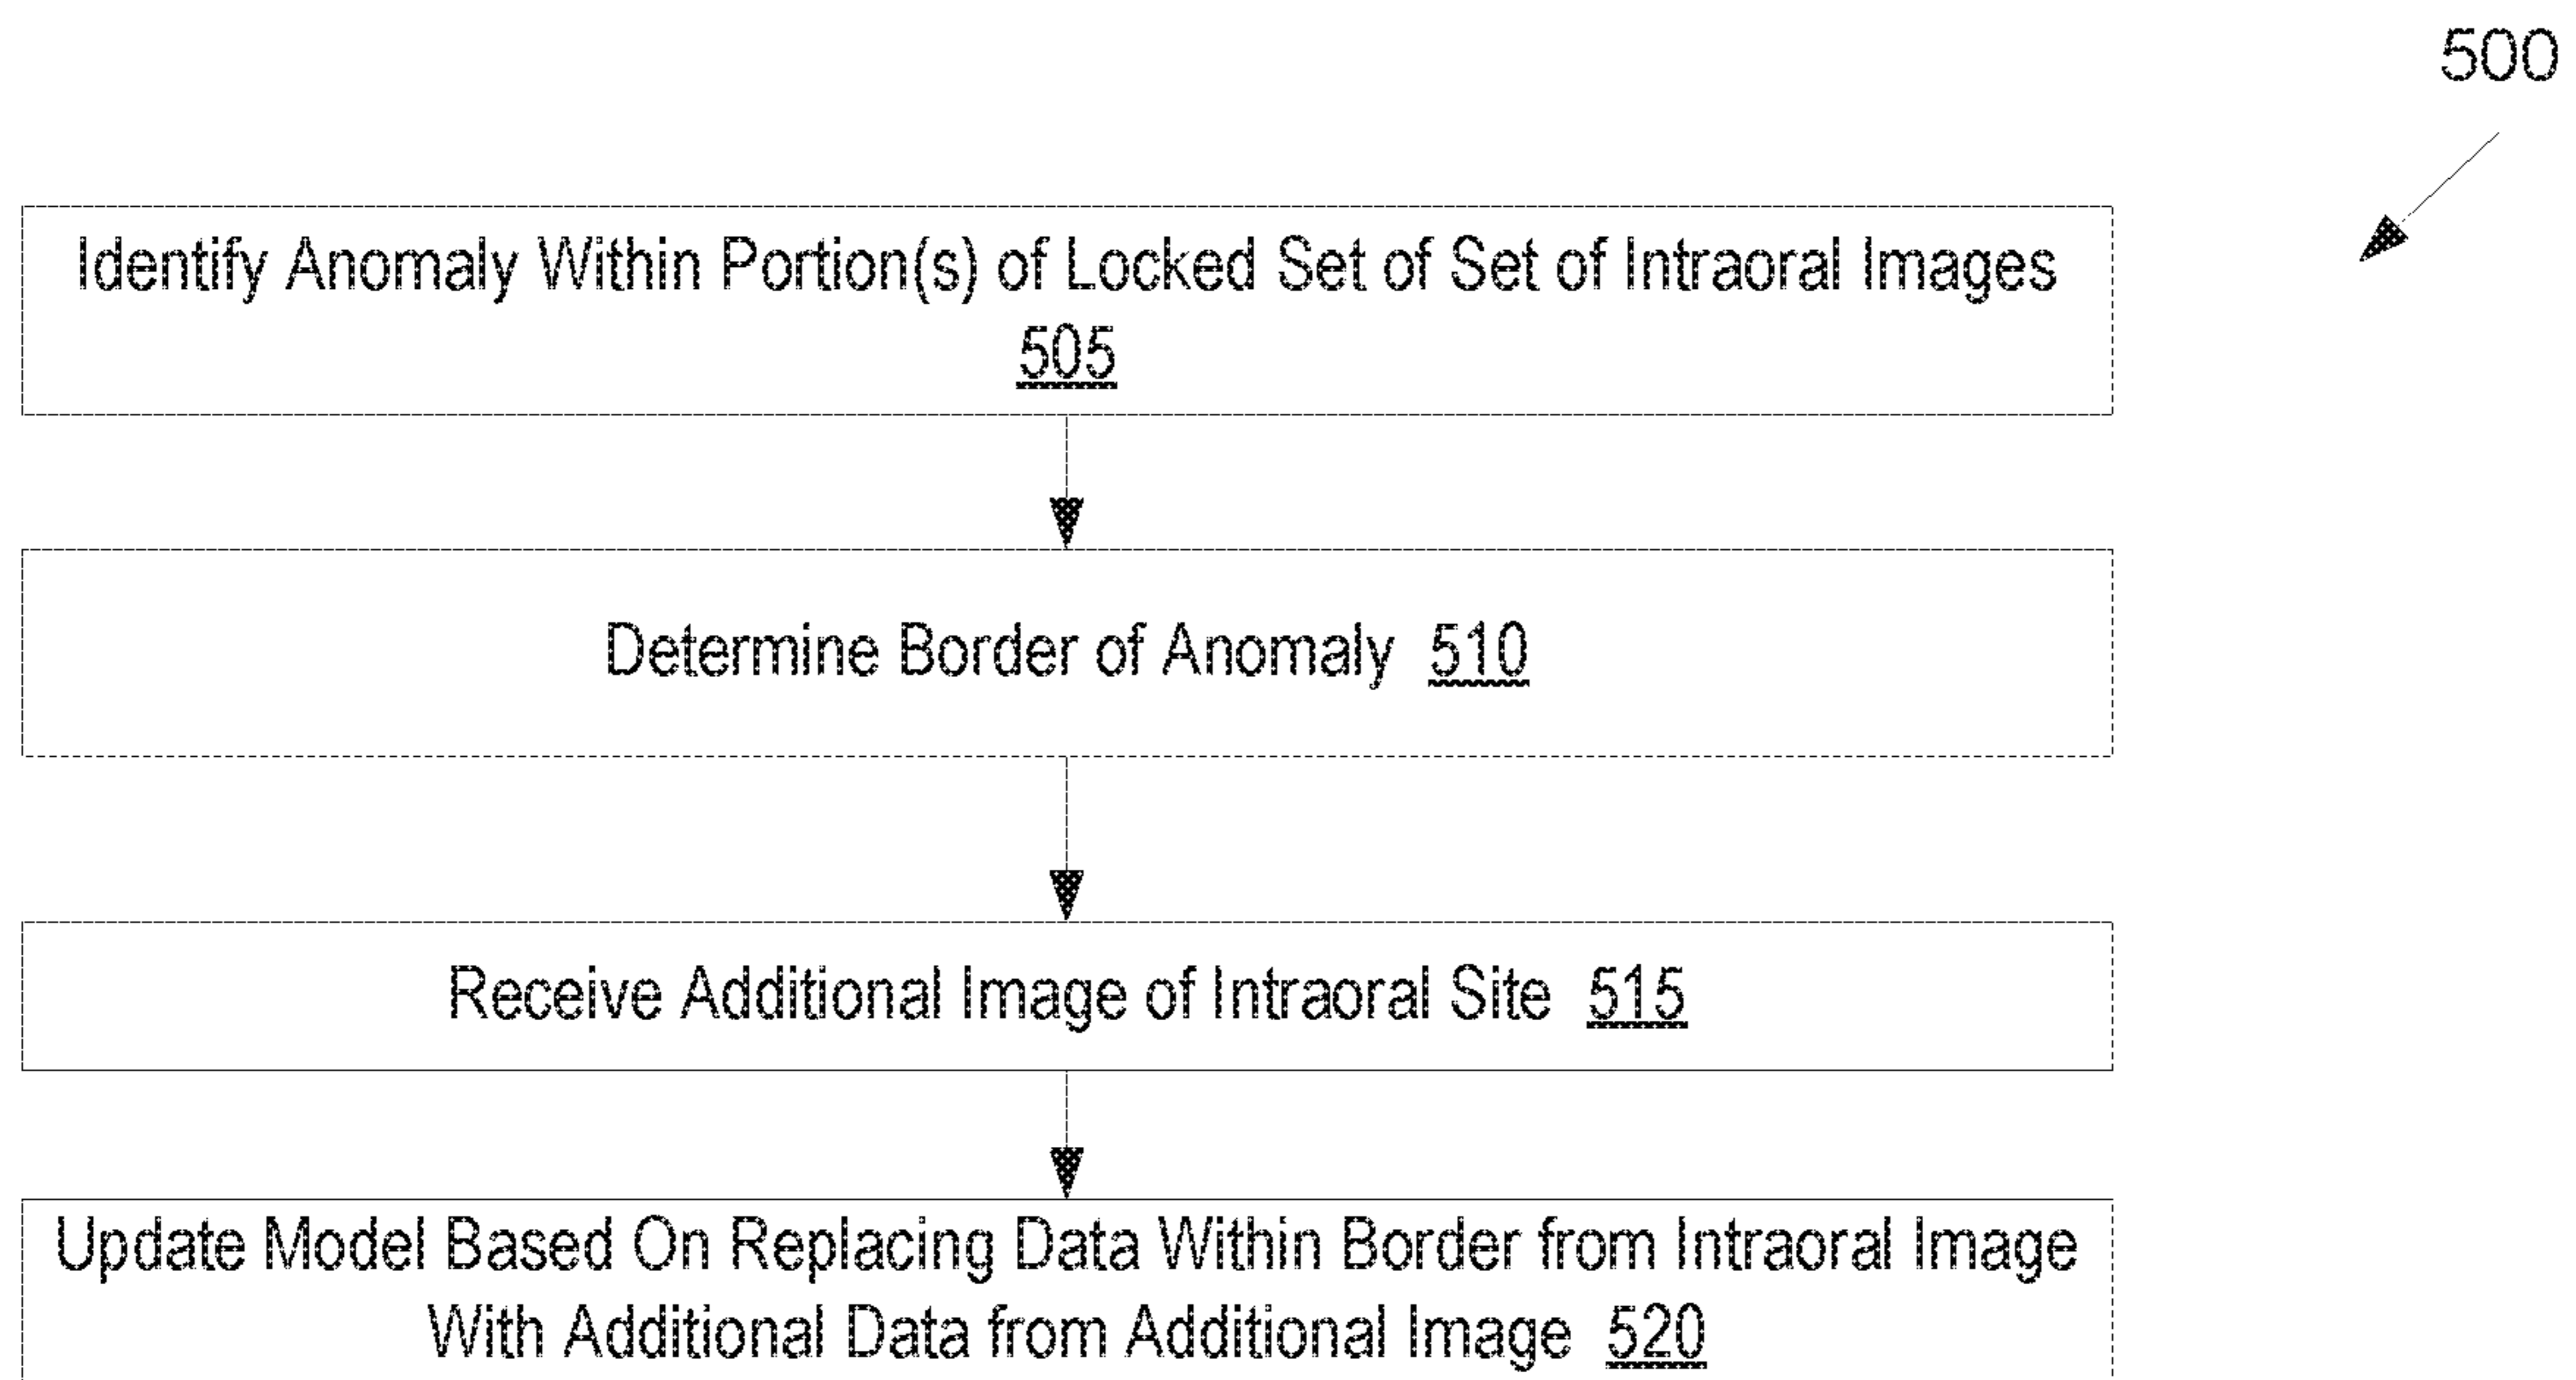 500
Identify Anomaly Within Portion(s) of Locked Set of Set of Intraoral Images
505
Determine Border of Anomaly 510
Receive Additional Image of Intraoral Site 515
Update Model Based On Replacing Data Within Border from Intraoral Image
With Additional Data from Additional Image 520